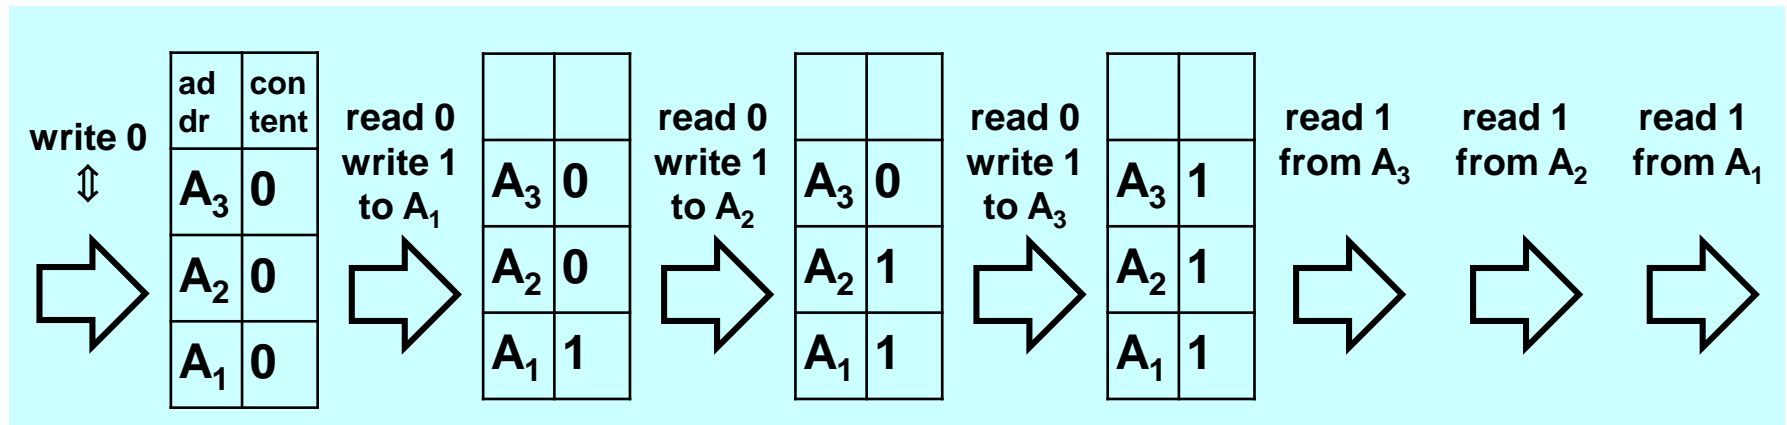 write 0
⇕
ad
dr
con
tent
A₃ 0
A₂ 0
A₁ 0
read 0
write 1
to A₁
A₃ 0
A₂ 0
A₁ 1
read 0
write 1
to A₂
A₃ 0
A₂ 1
A₁ 1
read 0
write 1
to A₃
A₃ 1
A₂ 1
A₁ 1
read 1
from A₃
read 1
from A₂
read 1
from A₁